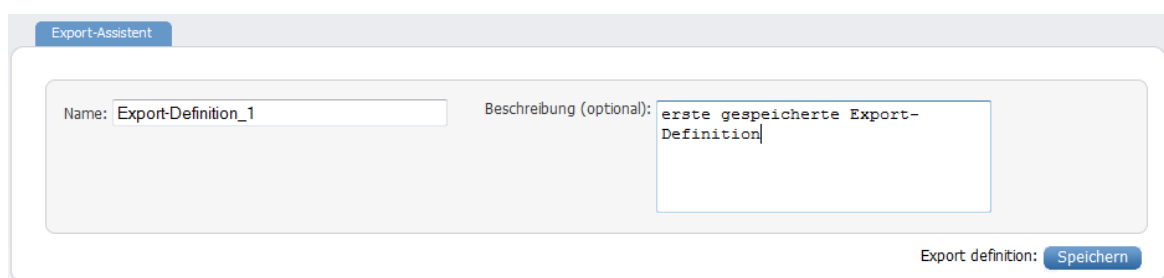 Export-Assistent
Name: Export-Definition_1
Beschreibung (optional): erste gespeicherte Export-
Definition
Export definition: Speichern